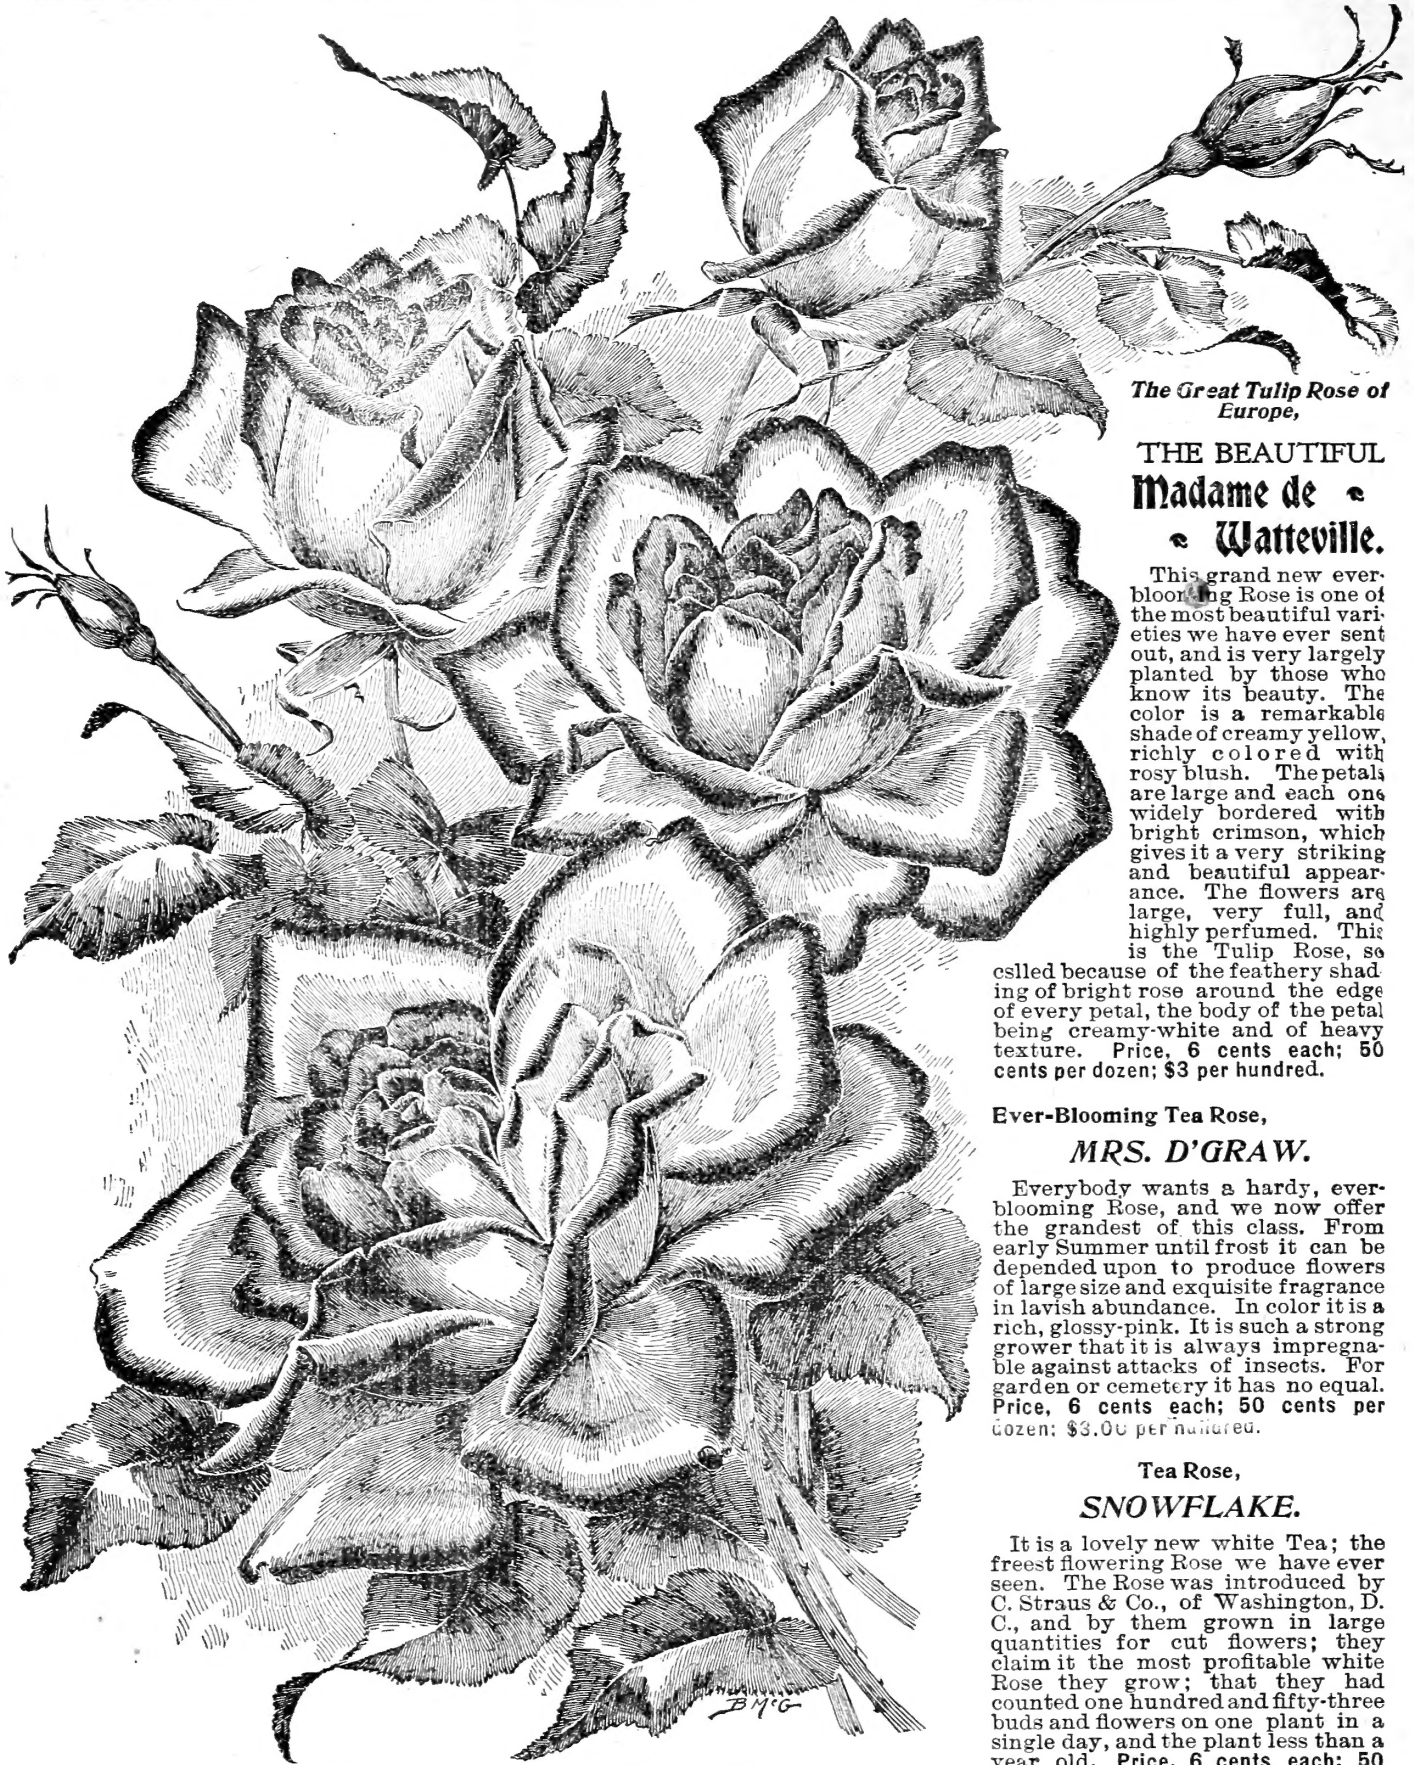 The Great Tulip Rose of
Europe,
THE BEAUTIFUL
Madame de
Watteville.
This grand new ever-
blooming Rose is one of
the most beautiful vari-
eties we have ever sent
out, and is very largely
planted by those who
know its beauty. The
color is a remarkable
shade of creamy yellow,
richly colored with
rosy blush. The petals
are large and each one
widely bordered with
bright crimson, which
gives it a very striking
and beautiful appear-
ance. The flowers are
large, very full, and
highly perfumed. This
is the Tulip Rose, so
cslled because of the feathery shad
ing of bright rose around the edge
of every petal, the body of the petal
being creamy-white and of heavy
texture. Price, 6 cents each; 50
cents per dozen; $3 per hundred.
Ever-Blooming Tea Rose,
MRS. D'GRAW.
Everybody wants a hardy, ever-
blooming Rose, and we now offer
the grandest of this class. From
early Summer until frost it can be
depended upon to produce flowers
of large size and exquisite fragrance
in lavish abundance. In color it is a
rich, glossy-pink. It is such a strong
grower that it is always impregna-
ble against attacks of insects. For
garden or cemetery it has no equal.
Price, 6 cents each; 50 cents per
dozen; $3.00 per hundred.
Tea Rose,
SNOWFLAKE.
It is a lovely new white Tea; the
freest flowering Rose we have ever
seen. The Rose was introduced by
C. Straus & Co., of Washington, D.
C., and by them grown in large
quantities for cut flowers; they
claim it the most profitable white
Rose they grow; that they had
counted one hundred and fifty-three
buds and flowers on one plant in a
single day, and the plant less than a
year old. Price, 6 cents each; 50
B McG